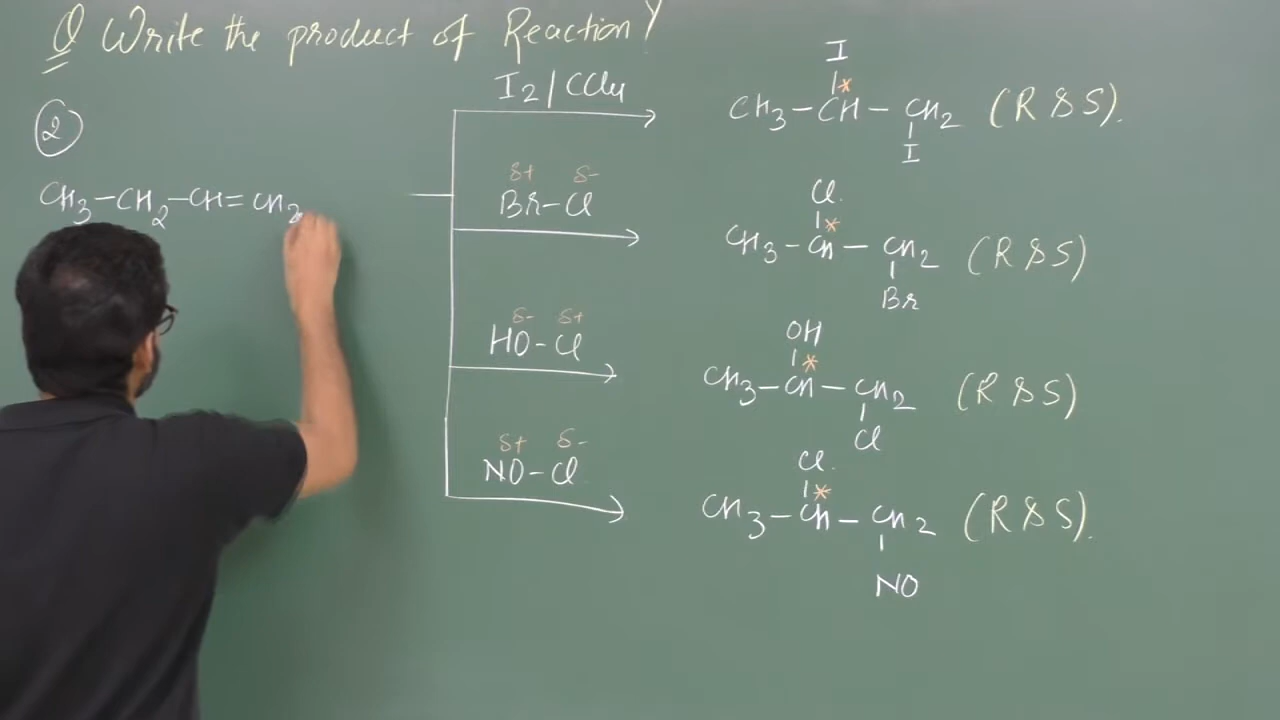 Q Write the product of Reaction?
②
CH3-CH2-CH=CH2
I2/CCl4
I
CH3-CH-CH2 (R & S).
*
I
δ+ δ-
Br-Cl
Cl
*
CH3-CH-CH2 (R & S)
Br
δ- δ+
HO-Cl
OH
*
CH3-CH-CH2 (R & S)
Cl
δ+ δ-
NO-Cl
Cl
*
CH3-CH-CH2 (R & S).
NO